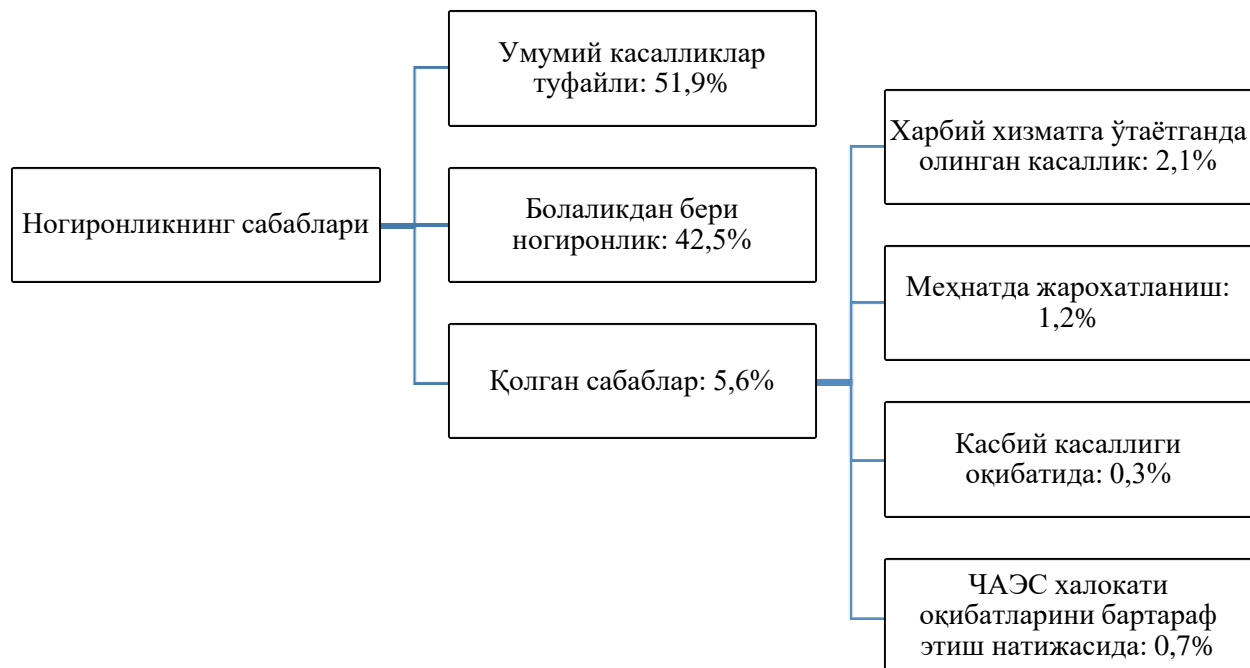 Ногиронликнинг сабаблари
Умумий касалликлар
туфайли: 51,9%
Болаликдан бери
ногиронлик: 42,5%
Қолган сабаблар: 5,6%
Харбий хизматга ўтаётганда
олинган касаллик: 2,1%
Меҳнатда жарохатланиш:
1,2%
Касбий касаллиги
оқибатида: 0,3%
ЧАЭС халокати
оқибатларини бартараф
этиш натижасида: 0,7%